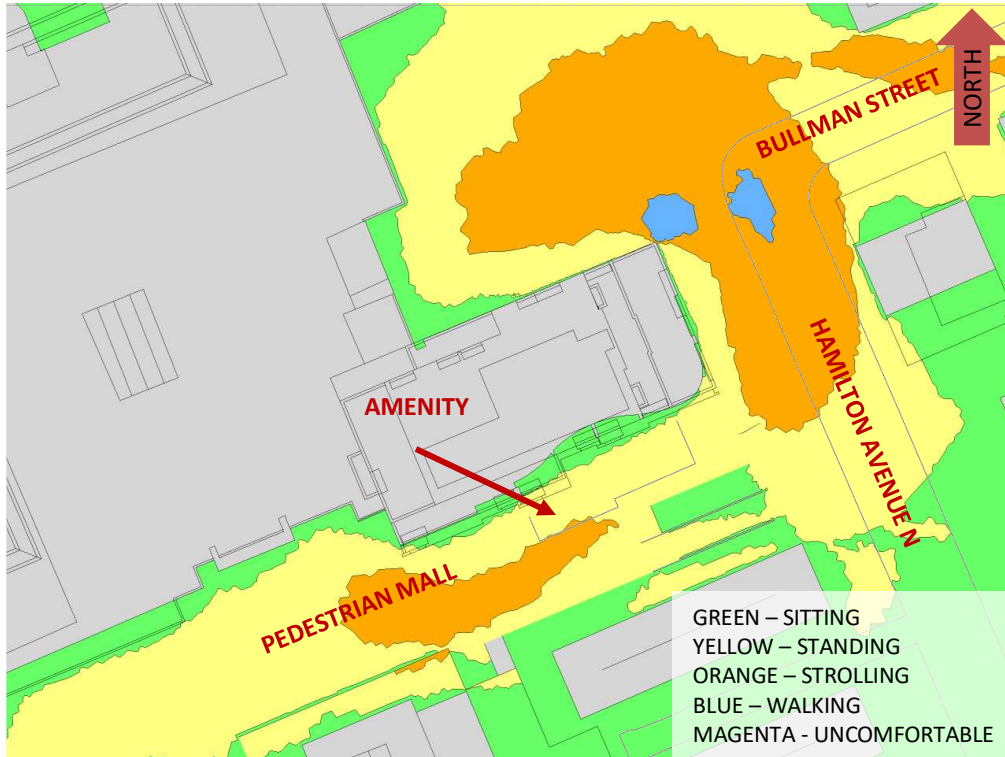 NORTH
BULLMAN STREET
HAMILTON AVENUE N
AMENITY
PEDESTRIAN MALL
GREEN – SITTING
YELLOW – STANDING
ORANGE – STROLLING
BLUE – WALKING
MAGENTA - UNCOMFORTABLE